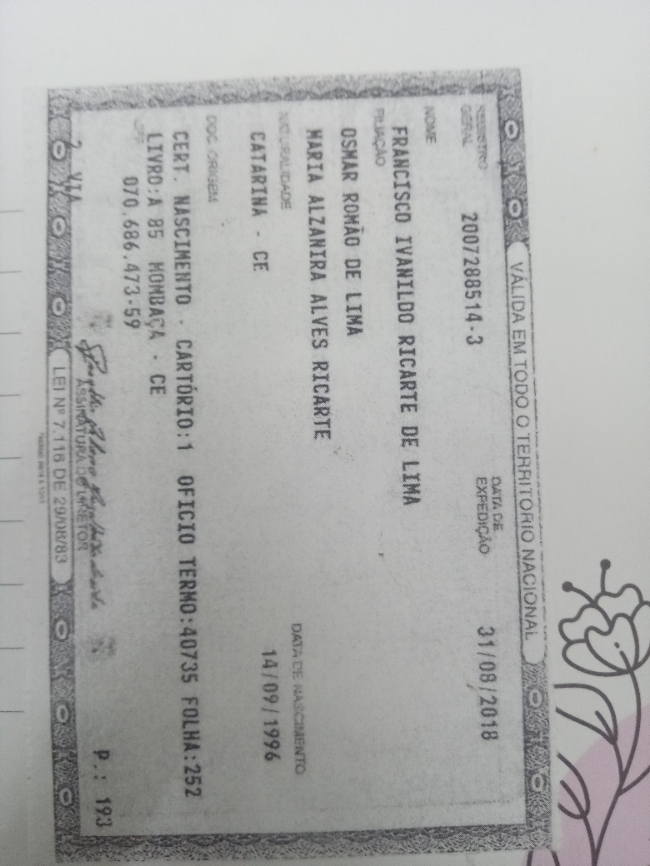 VÁLIDA EM TODO O TERRITÓRIO NACIONAL
REGISTRO GERAL 2007288514-3 DATA DE EXPEDIÇÃO 31/08/2018
NOME
FRANCISCO IVANILDO RICARTE DE LIMA
FILIAÇÃO
OSMAR ROMÃO DE LIMA
MARIA ALZANIRA ALVES RICARTE
NATURALIDADE DATA DE NASCIMENTO
CATARINA - CE 14/09/1996
DOC. ORIGEM
CERT. NASCIMENTO - CARTÓRIO:1 OFICIO TERMO:40735 FOLHA:252
LIVRO:A 85 MOMBAÇA - CE
CPF
070.686.473-59
2 VIA P.: 193
ASSINATURA DO DIRETOR
LEI Nº 7.116 DE 29/08/83